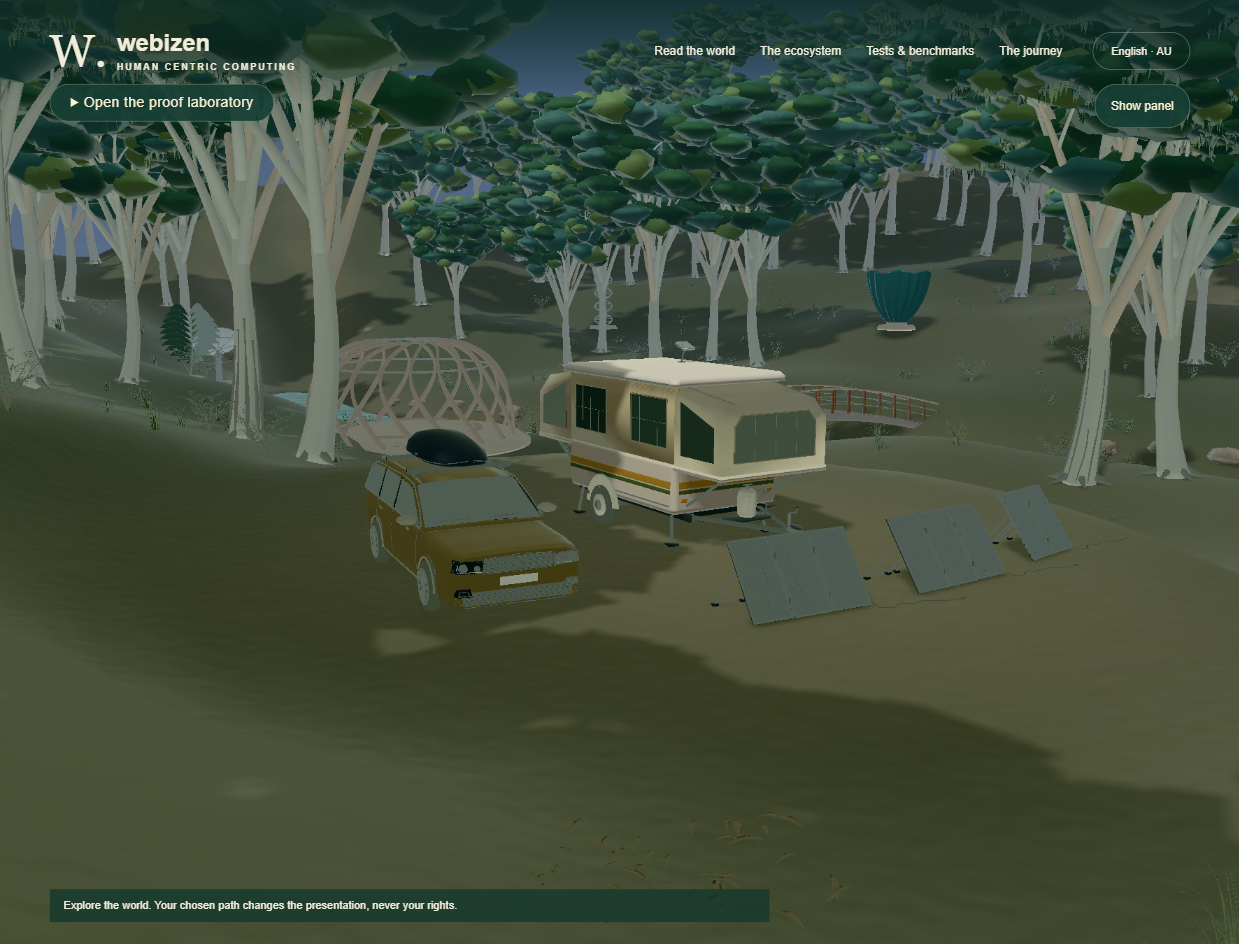 W.
webizen
HUMAN CENTRIC COMPUTING
Read the world
The ecosystem
Tests & benchmarks
The journey
English · AU
▶ Open the proof laboratory
Show panel
Explore the world. Your chosen path changes the presentation, never your rights.